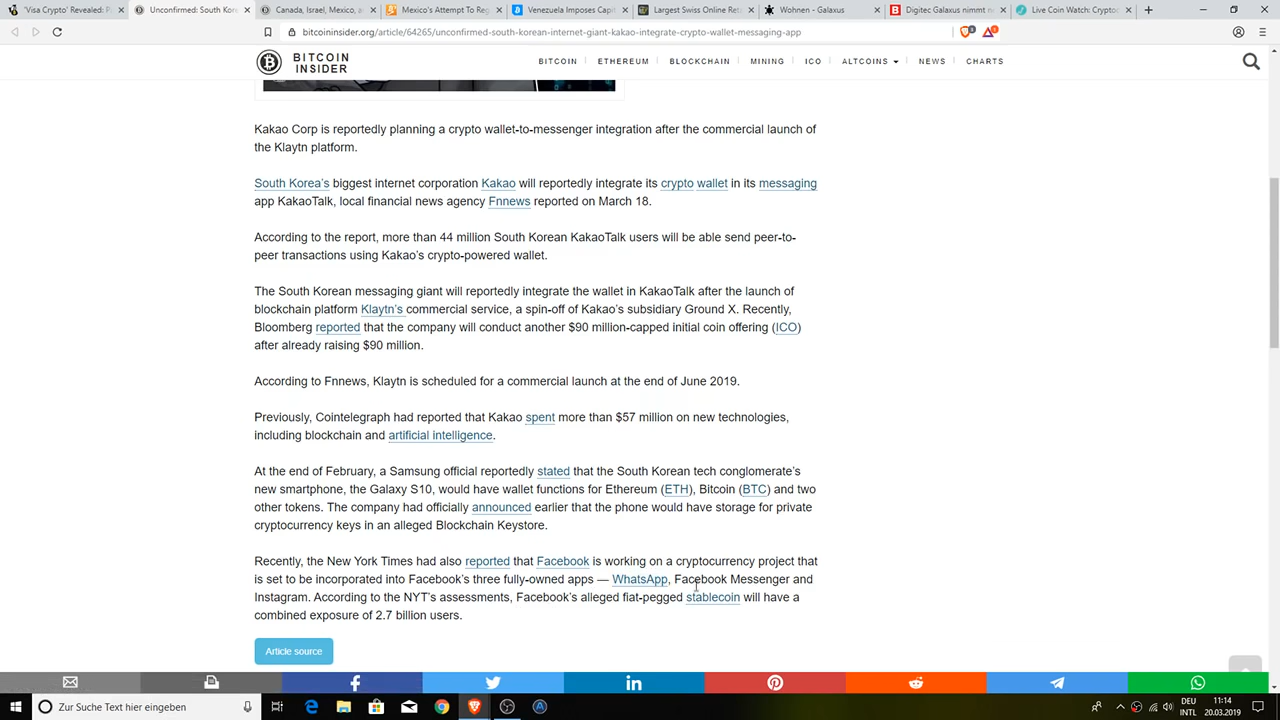 'Visa Crypto' Revealed: P
Unconfirmed: South Kore
Canada, Israel, Mexico, a
Mexico's Attempt To Reg
Venezuela Imposes Capit
Largest Swiss Online Reta
Wohnen - Galaxus
Digitec Galaxus nimmt n
Live Coin Watch: Cryptoc
bitcoininsider.org/article/64265/unconfirmed-south-korean-internet-giant-kakao-integrate-crypto-wallet-messaging-app
BITCOIN
INSIDER
BITCOIN
ETHEREUM
BLOCKCHAIN
MINING
ICO
ALTCOINS
NEWS
CHARTS
Kakao Corp is reportedly planning a crypto wallet-to-messenger integration after the commercial launch of
the Klaytn platform.
South Korea's biggest internet corporation Kakao will reportedly integrate its crypto wallet in its messaging
app KakaoTalk, local financial news agency Fnnews reported on March 18.
According to the report, more than 44 million South Korean KakaoTalk users will be able send peer-to-
peer transactions using Kakao's crypto-powered wallet.
The South Korean messaging giant will reportedly integrate the wallet in KakaoTalk after the launch of
blockchain platform Klaytn's commercial service, a spin-off of Kakao's subsidiary Ground X. Recently,
Bloomberg reported that the company will conduct another $90 million-capped initial coin offering (ICO)
after already raising $90 million.
According to Fnnews, Klaytn is scheduled for a commercial launch at the end of June 2019.
Previously, Cointelegraph had reported that Kakao spent more than $57 million on new technologies,
including blockchain and artificial intelligence.
At the end of February, a Samsung official reportedly stated that the South Korean tech conglomerate's
new smartphone, the Galaxy S10, would have wallet functions for Ethereum (ETH), Bitcoin (BTC) and two
other tokens. The company had officially announced earlier that the phone would have storage for private
cryptocurrency keys in an alleged Blockchain Keystore.
Recently, the New York Times had also reported that Facebook is working on a cryptocurrency project that
is set to be incorporated into Facebook's three fully-owned apps — WhatsApp, Facebook Messenger and
Instagram. According to the NYT's assessments, Facebook's alleged fiat-pegged stablecoin will have a
combined exposure of 2.7 billion users.
Article source
Zur Suche Text hier eingeben
DEU
INTL
11:14
20.03.2019